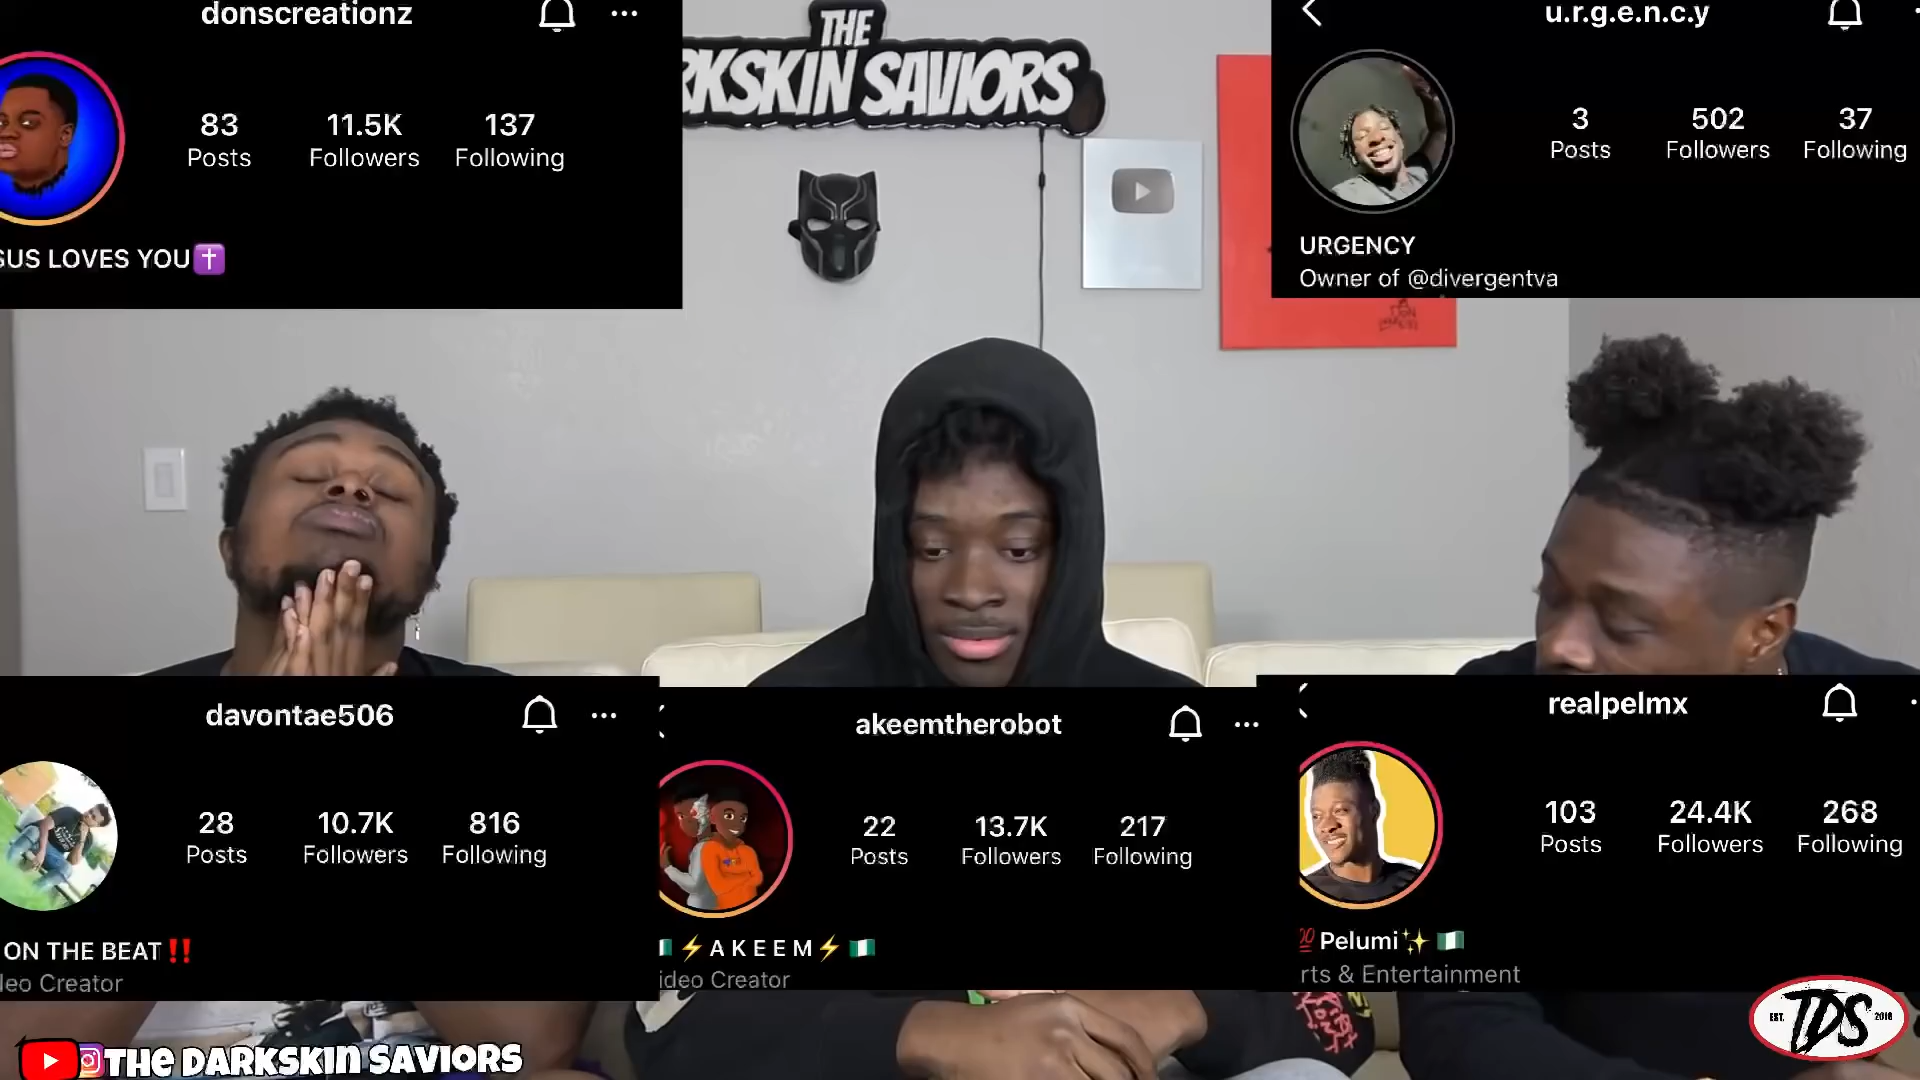 donscreationz
83 11.5K 137
Posts Followers Following
SUS LOVES YOU✝️
THE
RKSKIN SAVIORS
u.r.g.e.n.c.y
3 502 37
Posts Followers Following
URGENCY
Owner of @divergentva
davontae506
28 10.7K 816
Posts Followers Following
ON THE BEAT‼️
deo Creator
akeemtherobot
22 13.7K 217
Posts Followers Following
⚡A K E E M⚡🇳🇬
ideo Creator
realpelmx
103 24.4K 268
Posts Followers Following
💯Pelumi✨🇳🇬
rts & Entertainment
THE DARKSKIN SAVIORS
EST. TDS 2016